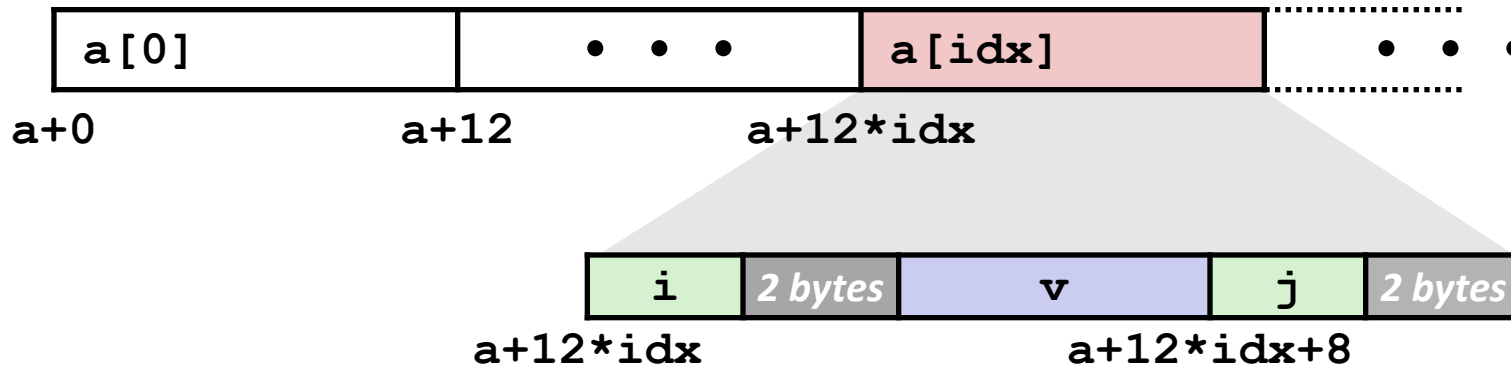 a[0] • • • a[idx] • • •
a+0 a+12 a+12*idx
i 2 bytes v j 2 bytes
a+12*idx a+12*idx+8